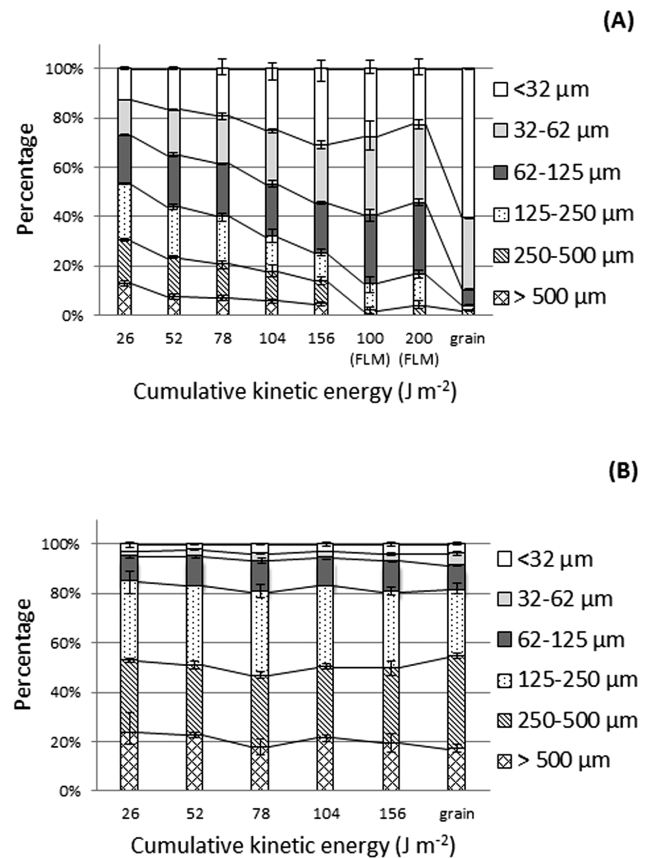 (A)
Percentage
100%
80%
60%
40%
20%
0%
26 52 78 104 156 100 (FLM) 200 (FLM) grain
Cumulative kinetic energy (J m-2)
<32 µm
32-62 µm
62-125 µm
125-250 µm
250-500 µm
> 500 µm
(B)
Percentage
100%
80%
60%
40%
20%
0%
26 52 78 104 156 grain
Cumulative kinetic energy (J m-2)
<32 µm
32-62 µm
62-125 µm
125-250 µm
250-500 µm
> 500 µm